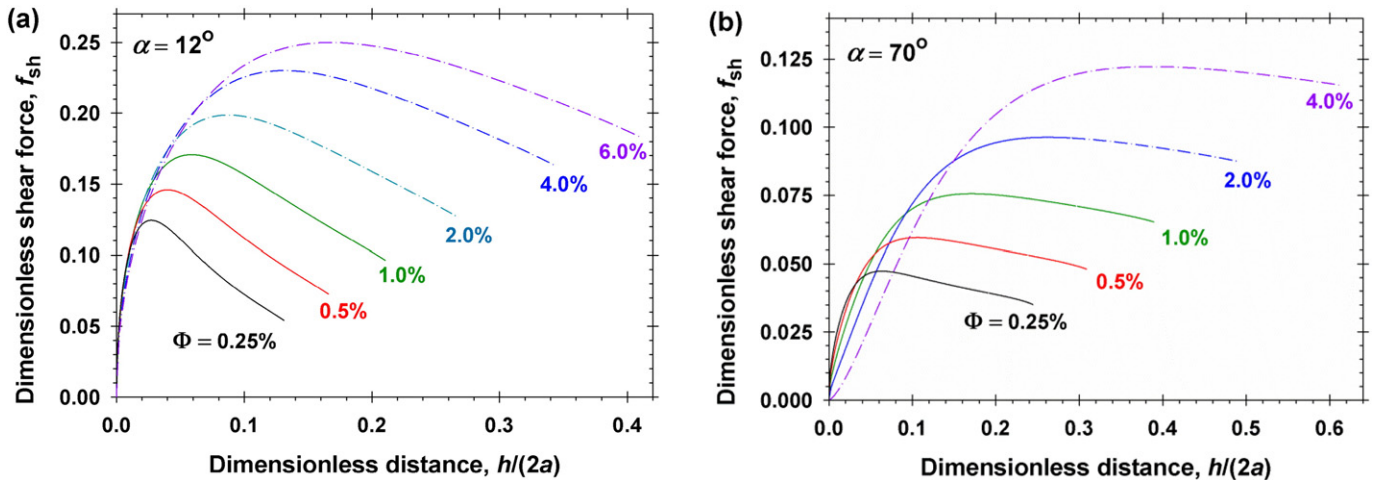 (a)
α = 12°
Dimensionless shear force, f_sh
0.25
0.20
0.15
0.10
0.05
0.00
6.0%
4.0%
2.0%
1.0%
0.5%
Φ = 0.25%
0.0 0.1 0.2 0.3 0.4
Dimensionless distance, h/(2a)
(b)
α = 70°
Dimensionless shear force, f_sh
0.125
0.100
0.075
0.050
0.025
0.000
4.0%
2.0%
1.0%
0.5%
Φ = 0.25%
0.0 0.1 0.2 0.3 0.4 0.5 0.6
Dimensionless distance, h/(2a)